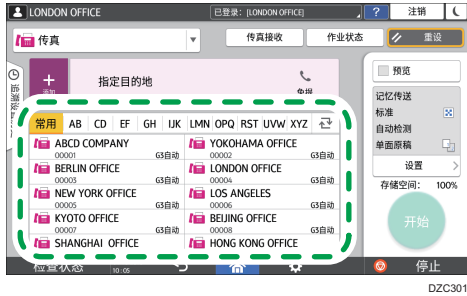 LONDON OFFICE
已登录：[LONDON OFFICE]
?
注销
传真
传真接收
作业状态
重设
添加
指定目的地
免提
预览
记忆传送
标准
自动检测
单面原稿
设置
存储空间： 100%
开始
常用 AB CD EF GH IJK LMN OPQ RST UVW XYZ
ABCD COMPANY
00001 G3自动
YOKOHAMA OFFICE
00002 G3自动
BERLIN OFFICE
00003 G3自动
LONDON OFFICE
00004 G3自动
NEW YORK OFFICE
00005 G3自动
LOS ANGELES
00006 G3自动
KYOTO OFFICE
00007 G3自动
BEIJING OFFICE
00008 G3自动
SHANGHAI OFFICE
HONG KONG OFFICE
检查状态
10:05
停止
DZC301